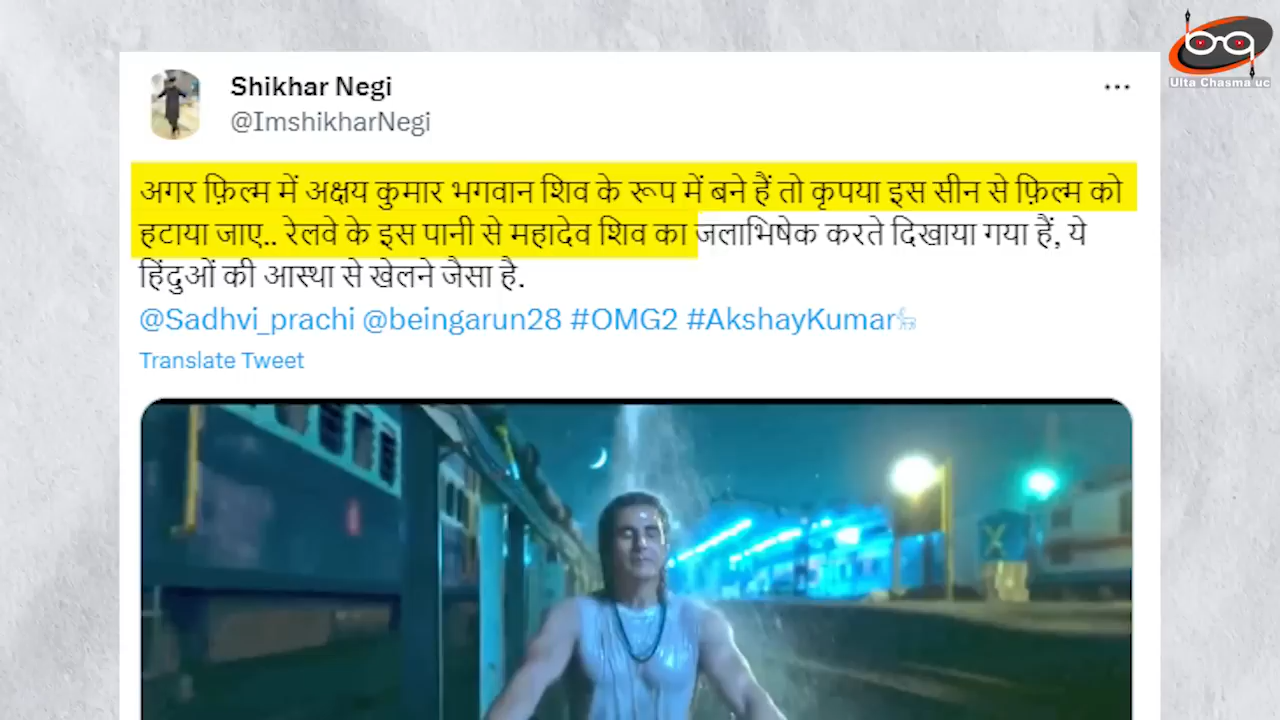 bq
Ulta Chasma uc
Shikhar Negi
@ImshikharNegi
अगर फ़िल्म में अक्षय कुमार भगवान शिव के रूप में बने हैं तो कृपया इस सीन से फ़िल्म को
हटाया जाए.. रेलवे के इस पानी से महादेव शिव का जलाभिषेक करते दिखाया गया हैं, ये
हिंदुओं की आस्था से खेलने जैसा है.
@Sadhvi_prachi @beingarun28 #OMG2 #AkshayKumar
Translate Tweet